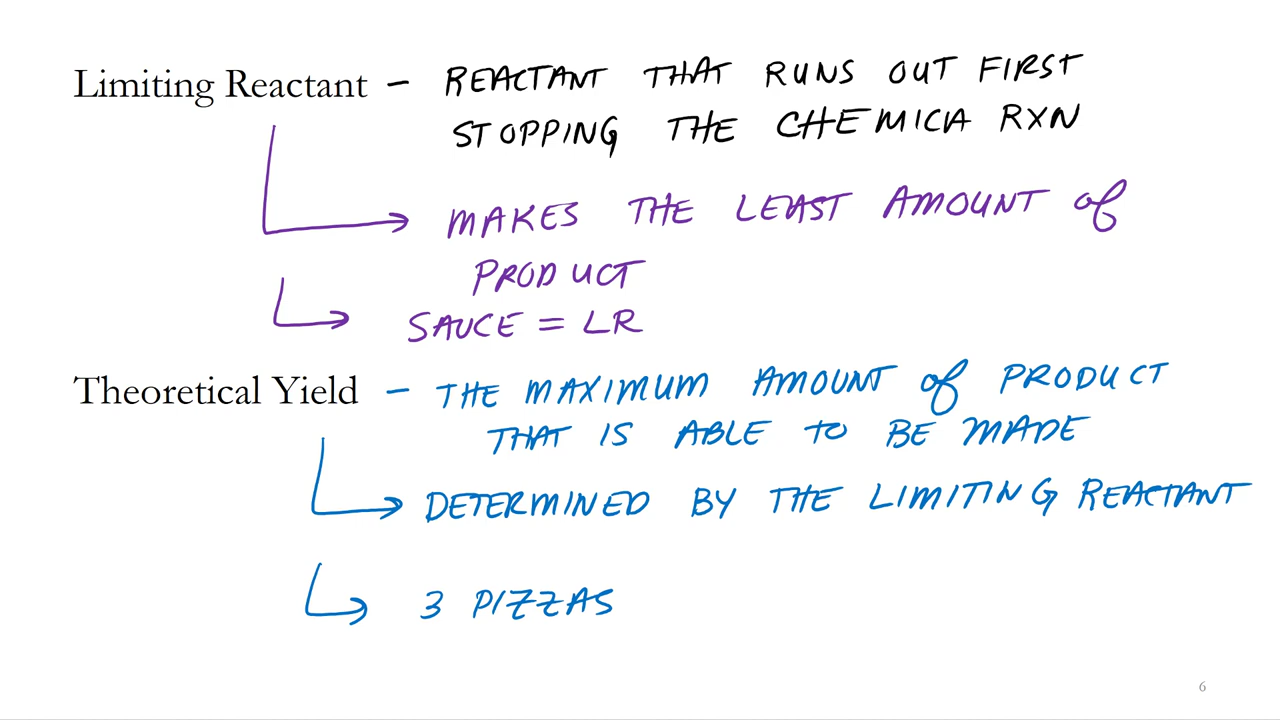 Limiting Reactant - REACTANT THAT RUNS OUT FIRST
STOPPING THE CHEMICA RXN
MAKES THE LEAST AMOUNT of
PRODUCT
SAUCE = LR
Theoretical Yield - THE MAXIMUM AMOUNT of PRODUCT
THAT IS ABLE TO BE MADE
DETERMINED BY THE LIMITING REACTANT
3 PIZZAS
6